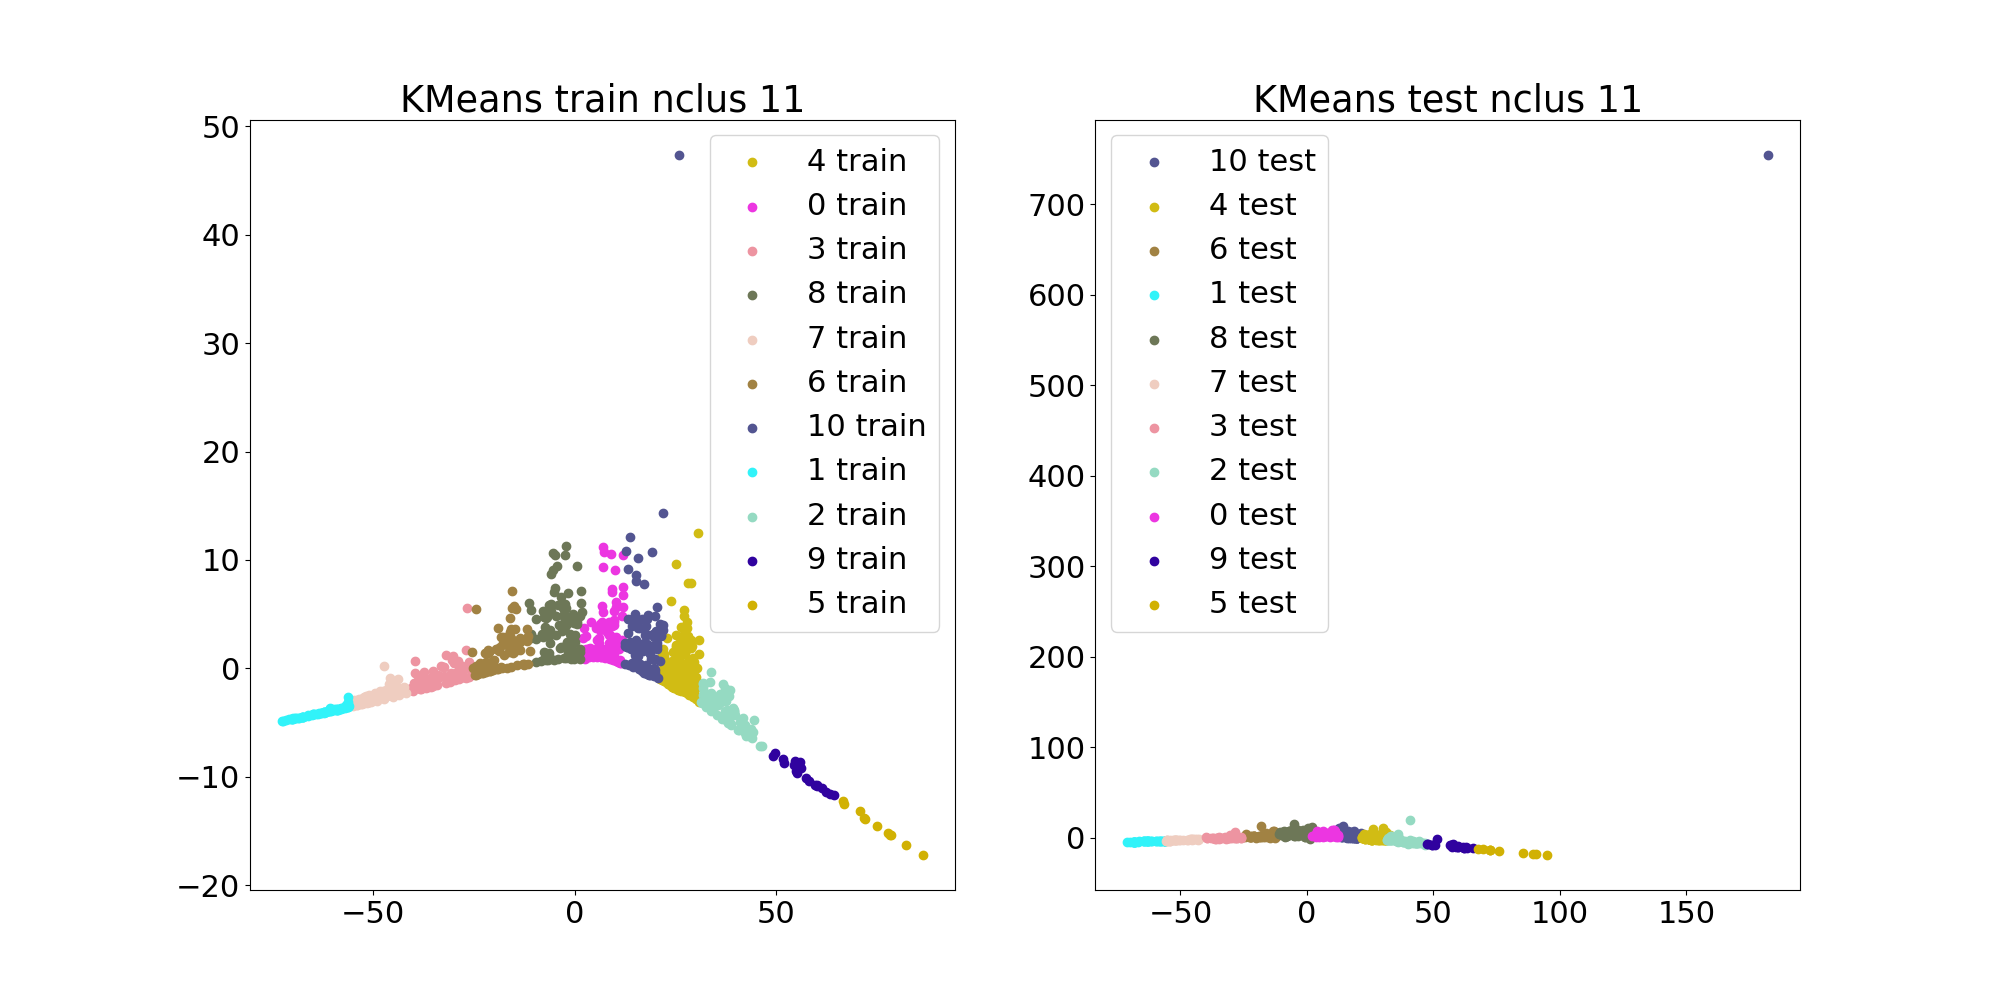 KMeans train nclus 11
50
40
30
20
10
0
−10
−20
−50
0
50
4 train
0 train
3 train
8 train
7 train
6 train
10 train
1 train
2 train
9 train
5 train
KMeans test nclus 11
700
600
500
400
300
200
100
0
−50
0
50
100
150
10 test
4 test
6 test
1 test
8 test
7 test
3 test
2 test
0 test
9 test
5 test